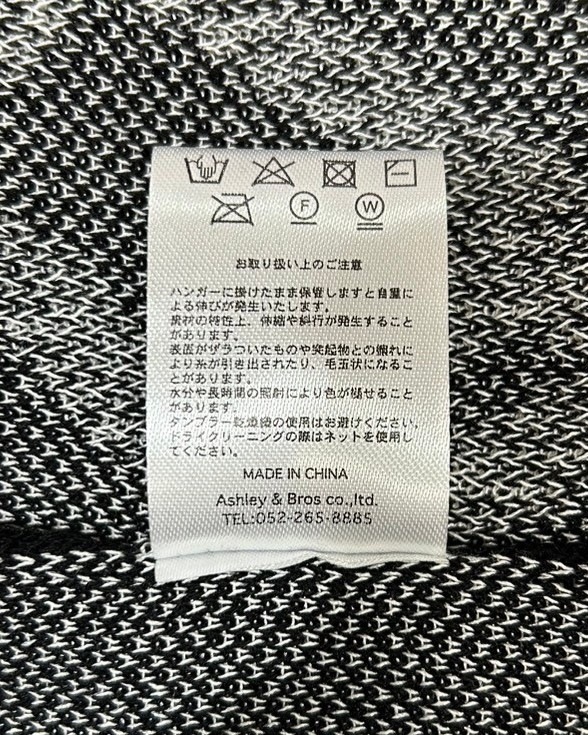 F
W
お取り扱い上のご注意
ハンガーに掛けたまま保管しますと自重に
よる伸びが発生いたします。
素材の特性上、伸縮や斜行が発生すること
があります。
表面がザラついたものや突起物との擦れに
より糸が引き出されたり、毛玉状になるこ
とがあります。
水分や長時間の照射により色が褪せること
があります。
タンブラー乾燥機の使用はお避けください。
ドライクリーニングの際はネットを使用し
てください。
MADE IN CHINA
Ashley & Bros co.,ltd.
TEL:052-265-8885